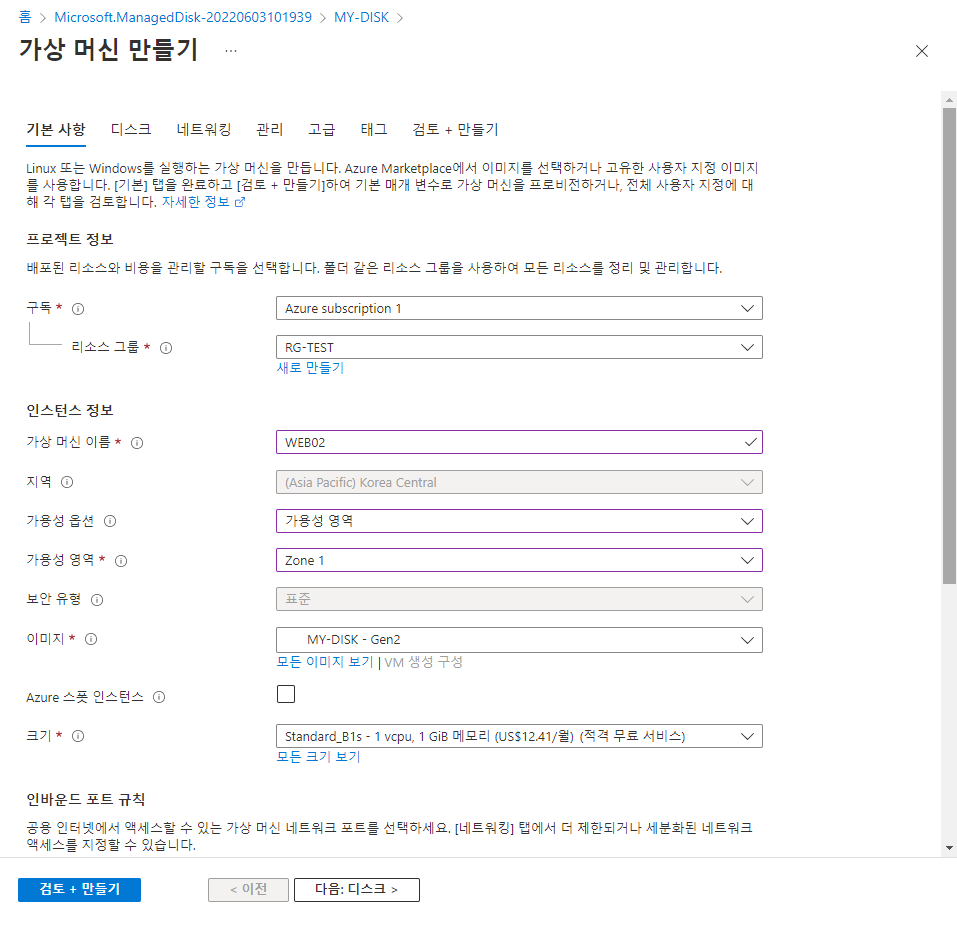 홈 > Microsoft.ManagedDisk-20220603101939 > MY-DISK >
가상 머신 만들기 ...
기본 사항 디스크 네트워킹 관리 고급 태그 검토 + 만들기
Linux 또는 Windows를 실행하는 가상 머신을 만듭니다. Azure Marketplace에서 이미지를 선택하거나 고유한 사용자 지정 이미지
를 사용합니다. [기본] 탭을 완료하고 [검토 + 만들기]하여 기본 매개 변수로 가상 머신을 프로비전하거나, 전체 사용자 지정에 대
해 각 탭을 검토합니다. 자세한 정보
프로젝트 정보
배포된 리소스와 비용을 관리할 구독을 선택합니다. 폴더 같은 리소스 그룹을 사용하여 모든 리소스를 정리 및 관리합니다.
구독 * Azure subscription 1
리소스 그룹 * RG-TEST
새로 만들기
인스턴스 정보
가상 머신 이름 * WEB02
지역 (Asia Pacific) Korea Central
가용성 옵션 가용성 영역
가용성 영역 * Zone 1
보안 유형 표준
이미지 * MY-DISK - Gen2
모든 이미지 보기 | VM 생성 구성
Azure 스폿 인스턴스
크기 * Standard_B1s - 1 vcpu, 1 GiB 메모리 (US$12.41/월) (적격 무료 서비스)
모든 크기 보기
인바운드 포트 규칙
공용 인터넷에서 액세스할 수 있는 가상 머신 네트워크 포트를 선택하세요. [네트워킹] 탭에서 더 제한되거나 세분화된 네트워크
액세스를 지정할 수 있습니다.
검토 + 만들기 < 이전 다음: 디스크 >